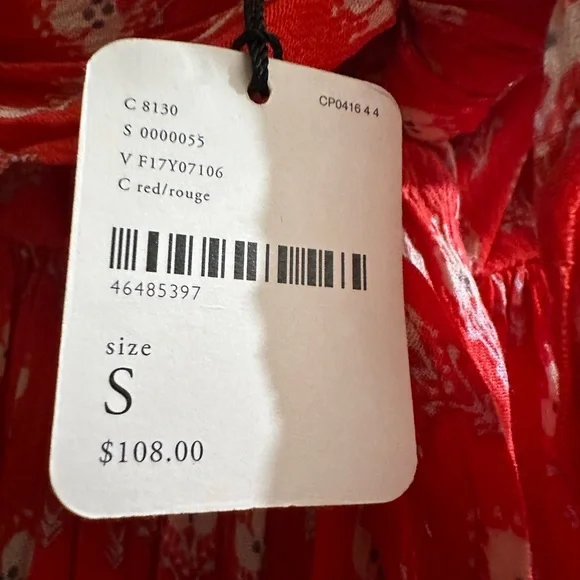 C 8130
CP0416 4 4
S 0000055
V F17Y07106
C red/rouge
46485397
size
S
$108.00